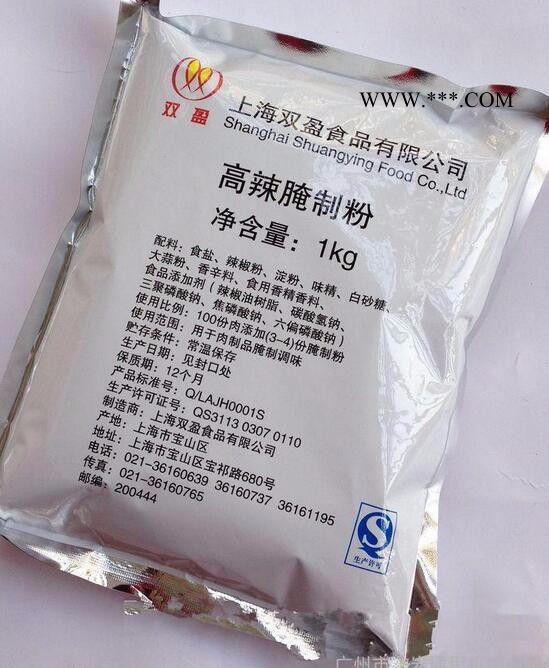 WWW.***.COM
双盈
上海双盈食品有限公司
Shanghai Shuangying Food Co.,Ltd
高辣腌制粉
净含量：1kg
配料：食盐、辣椒粉、淀粉、味精、白砂糖、
大蒜粉、香辛料、食用香精香料、
食品添加剂（辣椒油树脂、碳酸氢钠、
三聚磷酸钠、焦磷酸钠、六偏磷酸钠）
使用比例：100份肉添加(3-4)份腌制粉
使用范围：用于肉制品腌制调味
贮存条件：常温保存
生产日期：见封口处
保质期：12个月
产品标准号：Q/LAJH0001S
生产许可证号：QS3113 0307 0110
制造商：上海双盈食品有限公司
产地：上海市宝山区
地址：上海市宝山区宝祁路680号
电话：021-36160639 36160737 36161195
传真：021-36160765
邮编：200444
QS
生产许可
广州市